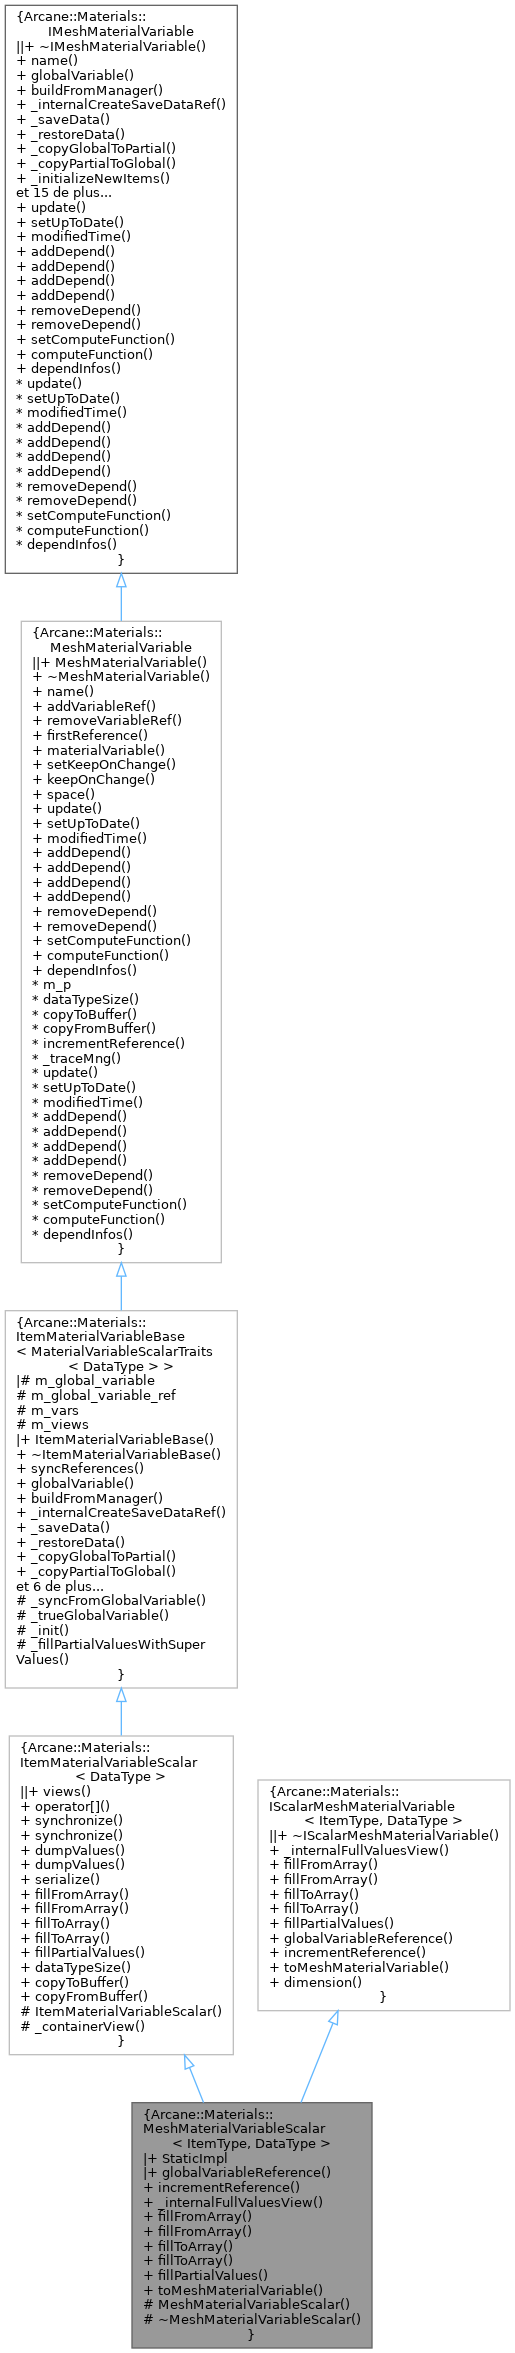 {Arcane::Materials::
IMeshMaterialVariable
||+ ~IMeshMaterialVariable()
+ name()
+ globalVariable()
+ buildFromManager()
+ _internalCreateSaveDataRef()
+ _saveData()
+ _restoreData()
+ _copyGlobalToPartial()
+ _copyPartialToGlobal()
+ _initializeNewItems()
et 15 de plus...
+ update()
+ setUpToDate()
+ modifiedTime()
+ addDepend()
+ addDepend()
+ addDepend()
+ addDepend()
+ removeDepend()
+ removeDepend()
+ setComputeFunction()
+ computeFunction()
+ dependInfos()
* update()
* setUpToDate()
* modifiedTime()
* addDepend()
* addDepend()
* addDepend()
* addDepend()
* removeDepend()
* removeDepend()
* setComputeFunction()
* computeFunction()
* dependInfos()
}
{Arcane::Materials::
MeshMaterialVariable
||+ MeshMaterialVariable()
+ ~MeshMaterialVariable()
+ name()
+ addVariableRef()
+ removeVariableRef()
+ firstReference()
+ materialVariable()
+ setKeepOnChange()
+ keepOnChange()
+ space()
+ update()
+ setUpToDate()
+ modifiedTime()
+ addDepend()
+ addDepend()
+ addDepend()
+ addDepend()
+ removeDepend()
+ removeDepend()
+ setComputeFunction()
+ computeFunction()
+ dependInfos()
* m_p
* dataTypeSize()
* copyToBuffer()
* copyFromBuffer()
* incrementReference()
* _traceMng()
* update()
* setUpToDate()
* modifiedTime()
* addDepend()
* addDepend()
* addDepend()
* addDepend()
* removeDepend()
* removeDepend()
* setComputeFunction()
* computeFunction()
* dependInfos()
}
{Arcane::Materials::
ItemMaterialVariableBase
< MaterialVariableScalarTraits
< DataType > >
|# m_global_variable
# m_global_variable_ref
# m_vars
# m_views
|+ ItemMaterialVariableBase()
+ ~ItemMaterialVariableBase()
+ syncReferences()
+ globalVariable()
+ buildFromManager()
+ _internalCreateSaveDataRef()
+ _saveData()
+ _restoreData()
+ _copyGlobalToPartial()
+ _copyPartialToGlobal()
et 6 de plus...
# _syncFromGlobalVariable()
# _trueGlobalVariable()
# _init()
# _fillPartialValuesWithSuper
Values()
}
{Arcane::Materials::
ItemMaterialVariableScalar
< DataType >
||+ views()
+ operator[]()
+ synchronize()
+ synchronize()
+ dumpValues()
+ dumpValues()
+ serialize()
+ fillFromArray()
+ fillFromArray()
+ fillToArray()
+ fillToArray()
+ fillPartialValues()
+ dataTypeSize()
+ copyToBuffer()
+ copyFromBuffer()
# ItemMaterialVariableScalar()
# _containerView()
}
{Arcane::Materials::
IScalarMeshMaterialVariable
< ItemType, DataType >
||+ ~IScalarMeshMaterialVariable()
+ _internalFullValuesView()
+ fillFromArray()
+ fillFromArray()
+ fillToArray()
+ fillToArray()
+ fillPartialValues()
+ globalVariableReference()
+ incrementReference()
+ toMeshMaterialVariable()
+ dimension()
}
{Arcane::Materials::
MeshMaterialVariableScalar
< ItemType, DataType >
|+ StaticImpl
|+ globalVariableReference()
+ incrementReference()
+ _internalFullValuesView()
+ fillFromArray()
+ fillFromArray()
+ fillToArray()
+ fillToArray()
+ fillPartialValues()
+ toMeshMaterialVariable()
# MeshMaterialVariableScalar()
# ~MeshMaterialVariableScalar()
}